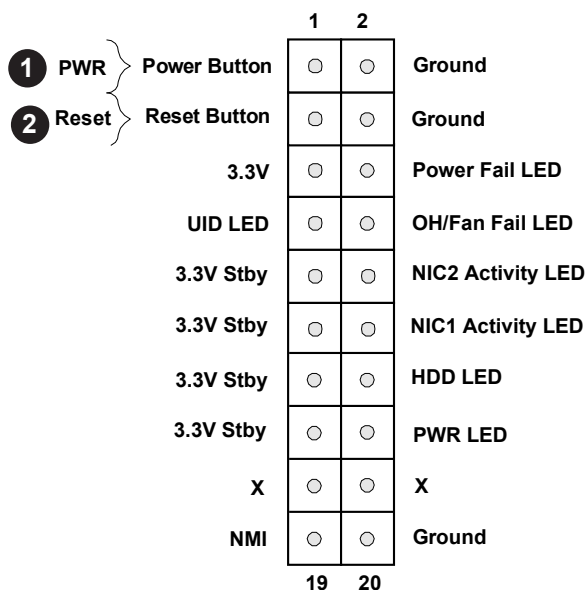 1 2
1 PWR Power Button Ground
2 Reset Reset Button Ground
3.3V Power Fail LED
UID LED OH/Fan Fail LED
3.3V Stby NIC2 Activity LED
3.3V Stby NIC1 Activity LED
3.3V Stby HDD LED
3.3V Stby PWR LED
X X
NMI Ground
19 20